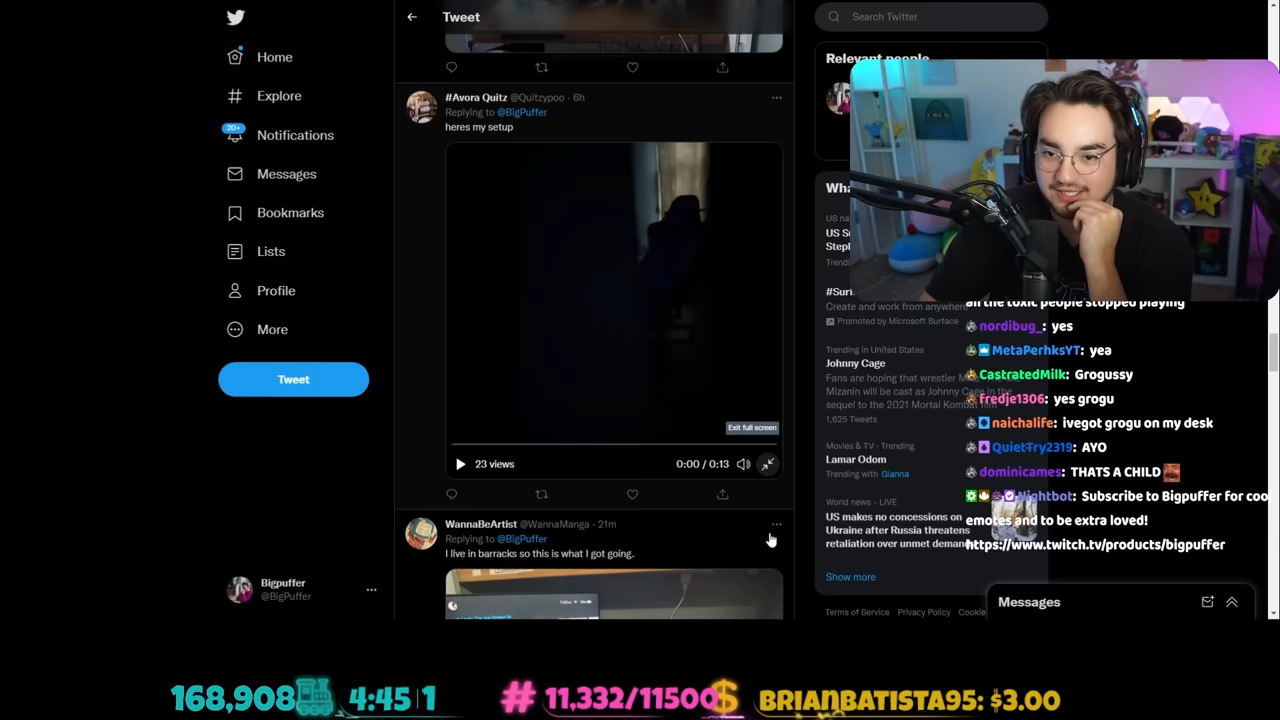 Home
Explore
20+
Notifications
Messages
Bookmarks
Lists
Profile
More
Tweet
Bigpuffer
@BigPuffer
Tweet
#Avora Quitz @Quitzypoo · 6h
Replying to @BigPuffer
heres my setup
Exit full screen
23 views
0:00 / 0:13
WannaBeArtist @WannaManga · 21m
Replying to @BigPuffer
I live in barracks so this is what I got going.
Search Twitter
Relevant people
Create and work from anywhere
Promoted by Microsoft Surface
Trending in United States
Johnny Cage
Fans are hoping that wrestler
Mizanin will be cast as Johnny Cage in the
sequel to the 2021 Mortal Kombat film
1,625 Tweets
Movies & TV · Trending
Lamar Odom
Trending with Gianna
World news · LIVE
US makes no concessions on
Ukraine after Russia threatens
retaliation over unmet demands
Show more
Terms of Service Privacy Policy Cookie
Messages
all the toxic people stopped playing
nordibug_: yes
MetaPerhksYT: yea
CastratedMilk: Grogussy
fredje1306: yes grogu
naichalife: ivegot grogu on my desk
QuietTry2319: AYO
dominicames: THATS A CHILD
Nightbot: Subscribe to Bigpuffer for cool
emotes and to be extra loved!
https://www.twitch.tv/products/bigpuffer
168,908 4:45|1 # 11,332/11500 $ BRIANBATISTA95: $3.00